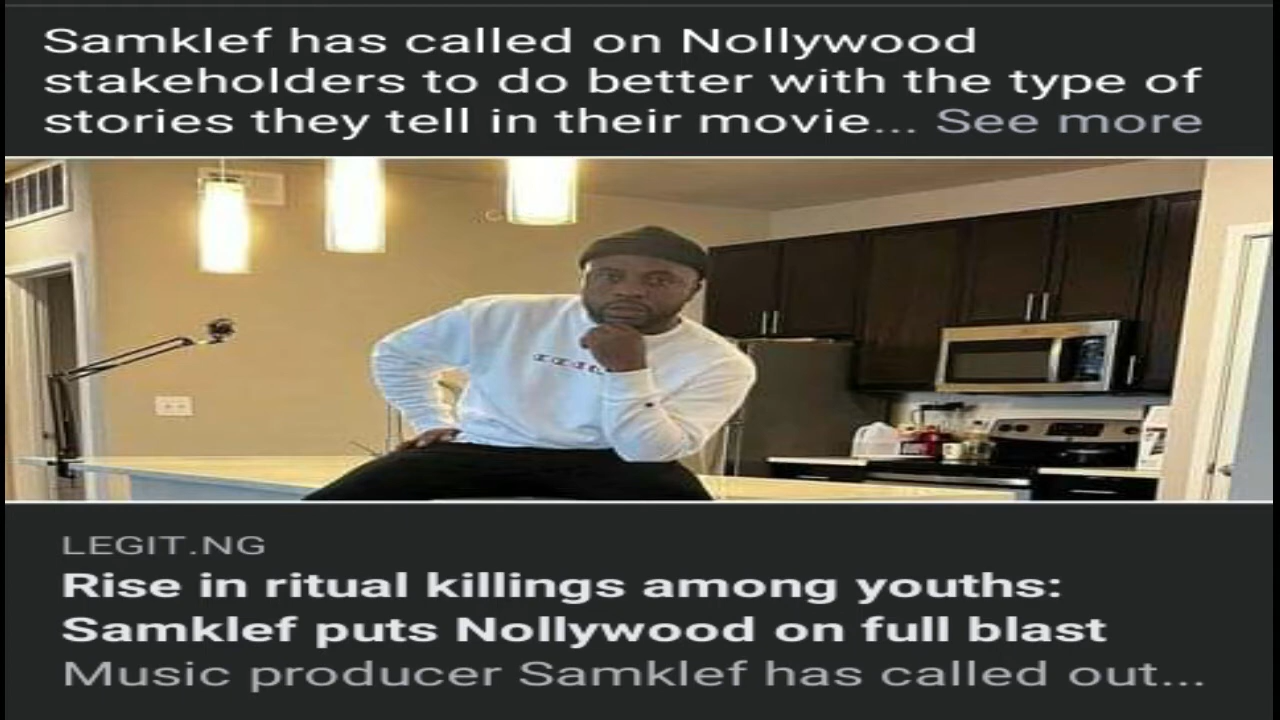 Samklef has called on Nollywood
stakeholders to do better with the type of
stories they tell in their movie... See more
LEGIT.NG
Rise in ritual killings among youths:
Samklef puts Nollywood on full blast
Music producer Samklef has called out...